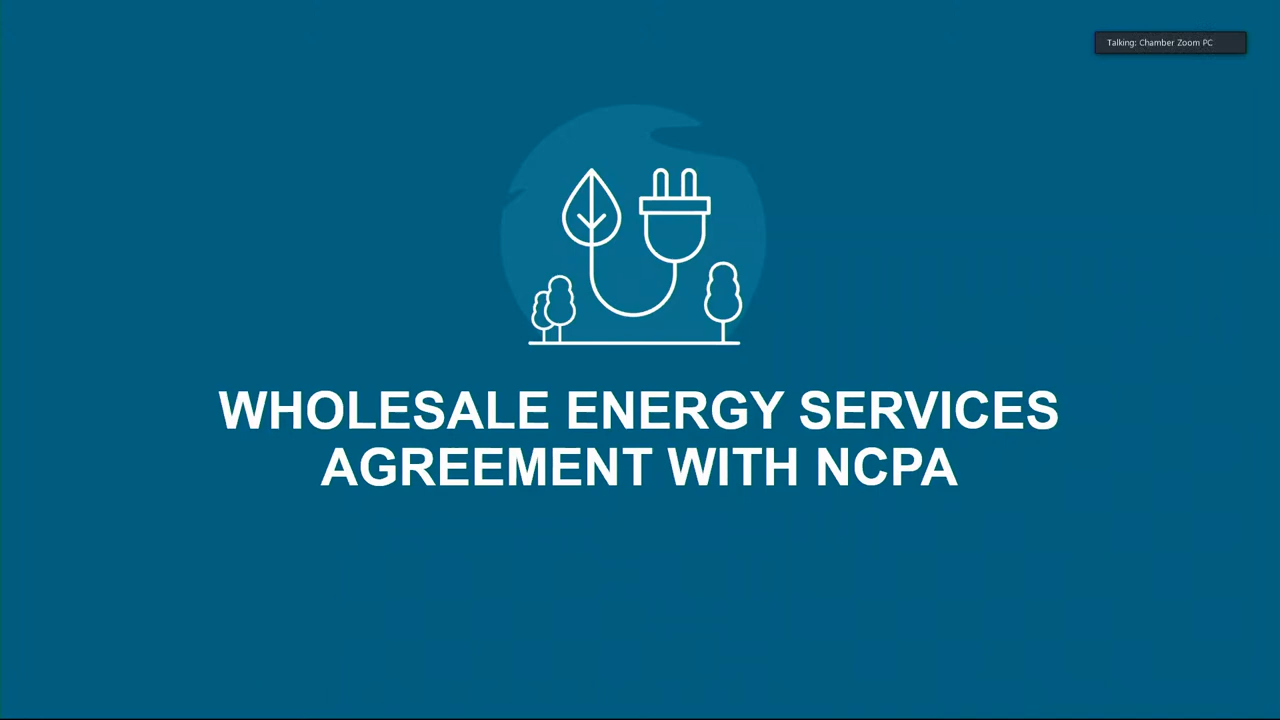 Talking: Chamber Zoom PC
WHOLESALE ENERGY SERVICES
AGREEMENT WITH NCPA